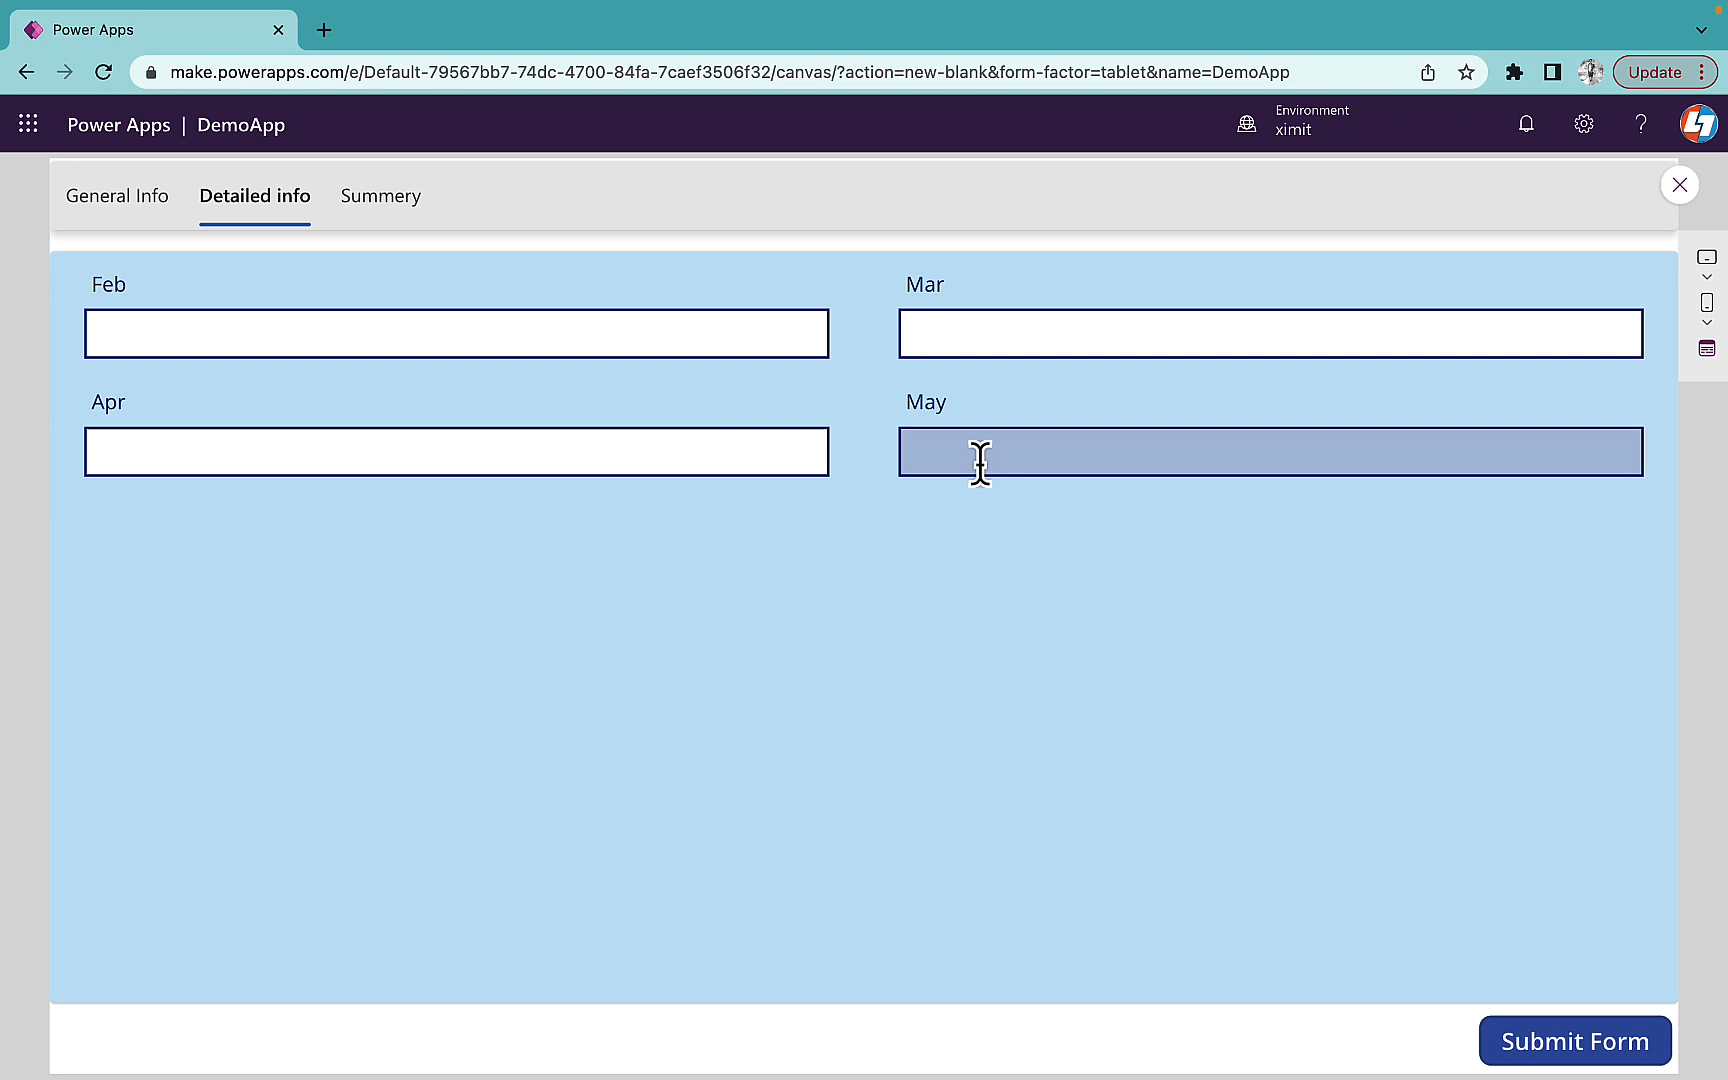 Power Apps
make.powerapps.com/e/Default-79567bb7-74dc-4700-84fa-7caef3506f32/canvas/?action=new-blank&form-factor=tablet&name=DemoApp
Update
Power Apps | DemoApp
Environment
ximit
General Info Detailed info Summery
Feb Mar
Apr May
Submit Form